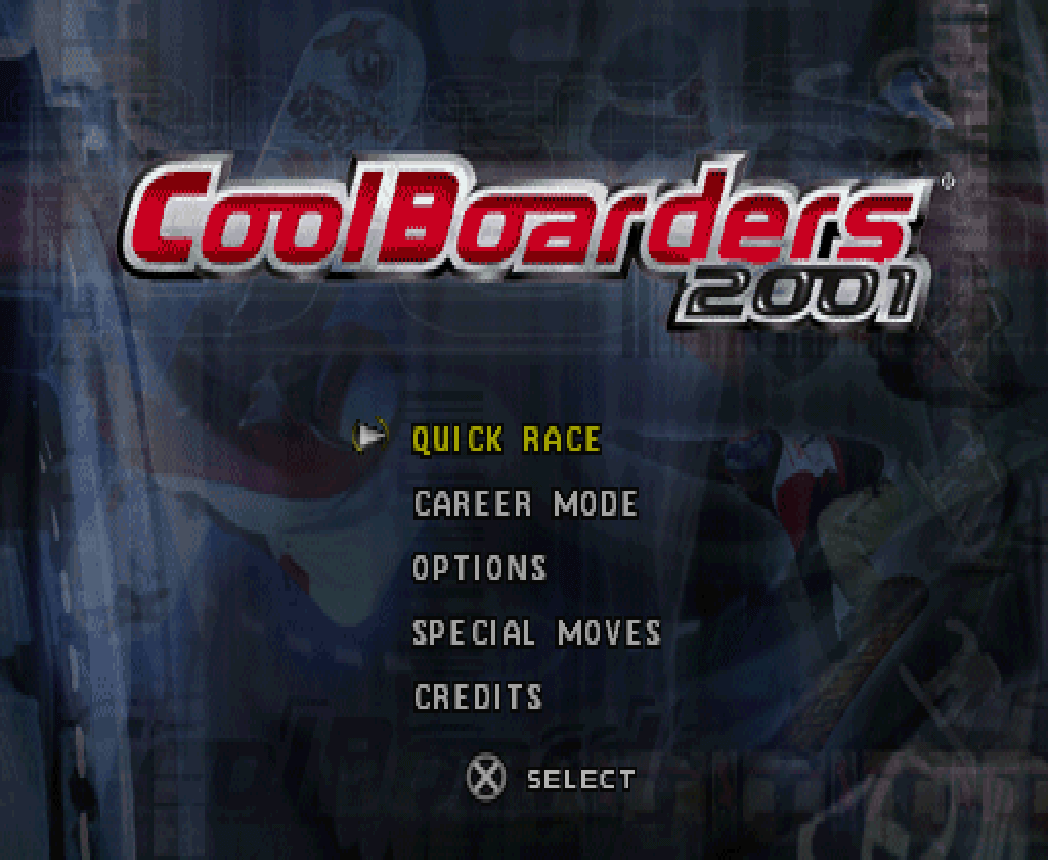 CoolBoarders
2001
QUICK RACE
CAREER MODE
OPTIONS
SPECIAL MOVES
CREDITS
SELECT